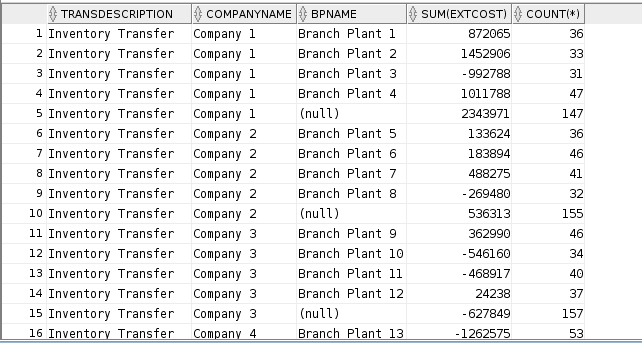 TRANSDESCRIPTION COMPANYNAME BPNAME SUM(EXTCOST) COUNT(*)
1 Inventory Transfer Company 1 Branch Plant 1 872065 36
2 Inventory Transfer Company 1 Branch Plant 2 1452906 33
3 Inventory Transfer Company 1 Branch Plant 3 -992788 31
4 Inventory Transfer Company 1 Branch Plant 4 1011788 47
5 Inventory Transfer Company 1 (null) 2343971 147
6 Inventory Transfer Company 2 Branch Plant 5 133624 36
7 Inventory Transfer Company 2 Branch Plant 6 183894 46
8 Inventory Transfer Company 2 Branch Plant 7 488275 41
9 Inventory Transfer Company 2 Branch Plant 8 -269480 32
10 Inventory Transfer Company 2 (null) 536313 155
11 Inventory Transfer Company 3 Branch Plant 9 362990 46
12 Inventory Transfer Company 3 Branch Plant 10 -546160 34
13 Inventory Transfer Company 3 Branch Plant 11 -468917 40
14 Inventory Transfer Company 3 Branch Plant 12 24238 37
15 Inventory Transfer Company 3 (null) -627849 157
16 Inventory Transfer Company 4 Branch Plant 13 -1262575 53